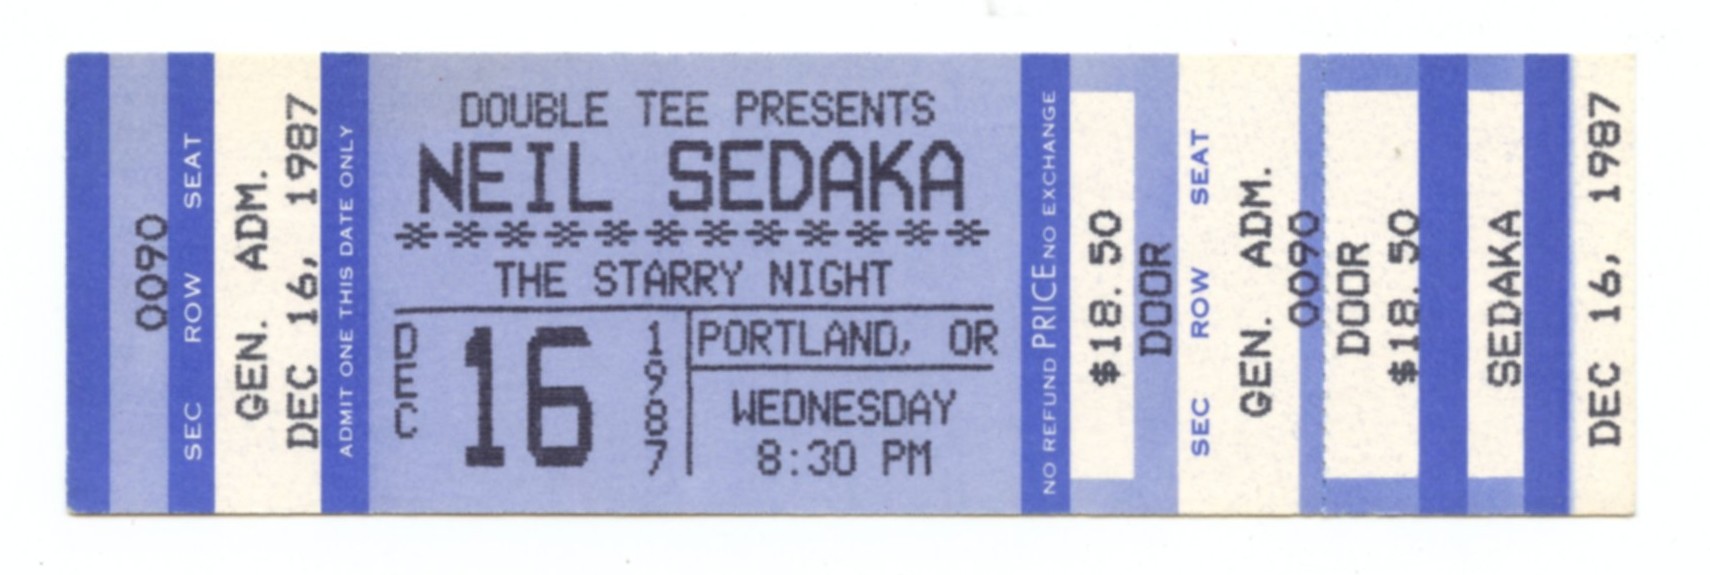 0090
SEC ROW SEAT
GEN. ADM.
DEC 16, 1987
ADMIT ONE THIS DATE ONLY
DOUBLE TEE PRESENTS
NEIL SEDAKA
************
THE STARRY NIGHT
DEC
16
1987
PORTLAND, OR
WEDNESDAY
8:30 PM
NO REFUND PRICE NO EXCHANGE
$18.50
DOOR
SEC ROW SEAT
GEN. ADM.
0090
DOOR
$18.50
SEDAKA
DEC 16, 1987